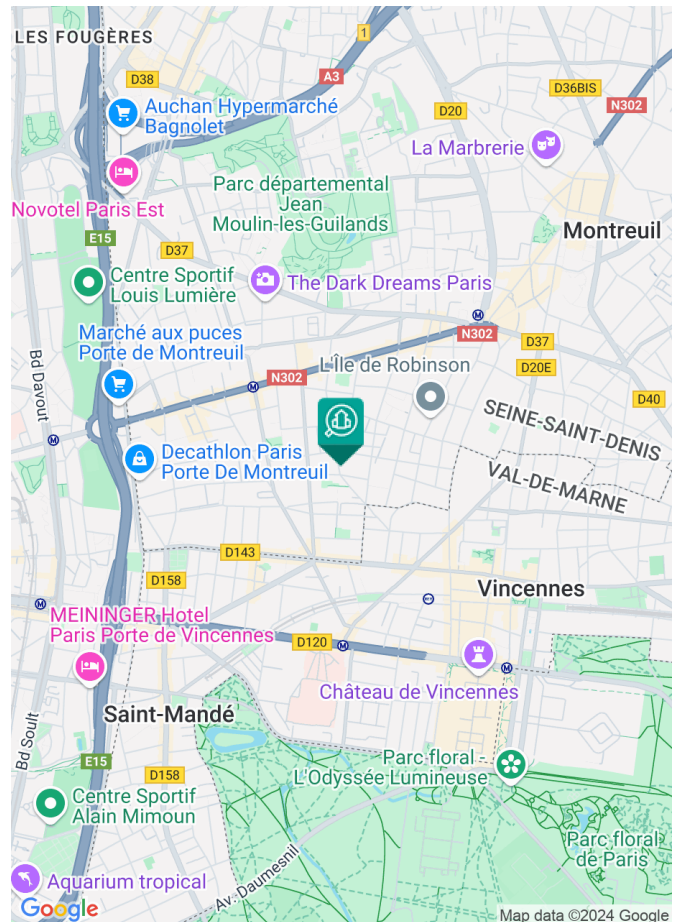 LES FOUGÈRES
1
A3
D38
D36BIS
N302
D20
Auchan Hypermarché
Bagnolet
La Marbrerie
Novotel Paris Est
Parc départemental
Jean
Moulin-les-Guilands
Montreuil
E15
D37
Centre Sportif
Louis Lumière
The Dark Dreams Paris
M
N302
D37
Marché aux puces
Porte de Montreuil
L'Île de Robinson
D20E
N302
M
D40
Bd Davout
SEINE-SAINT-DENIS
M
Decathlon Paris
Porte De Montreuil
VAL-DE-MARNE
D143
D158
Vincennes
M
MEININGER Hotel
Paris Porte de Vincennes
D120
M
M
Château de Vincennes
Saint-Mandé
Bd Soult
E15
D158
Parc floral -
L'Odyssée Lumineuse
Centre Sportif
Alain Mimoun
Parc floral
de Paris
Aquarium tropical
Av. Daumesnil
Google
Map data ©2024 Google